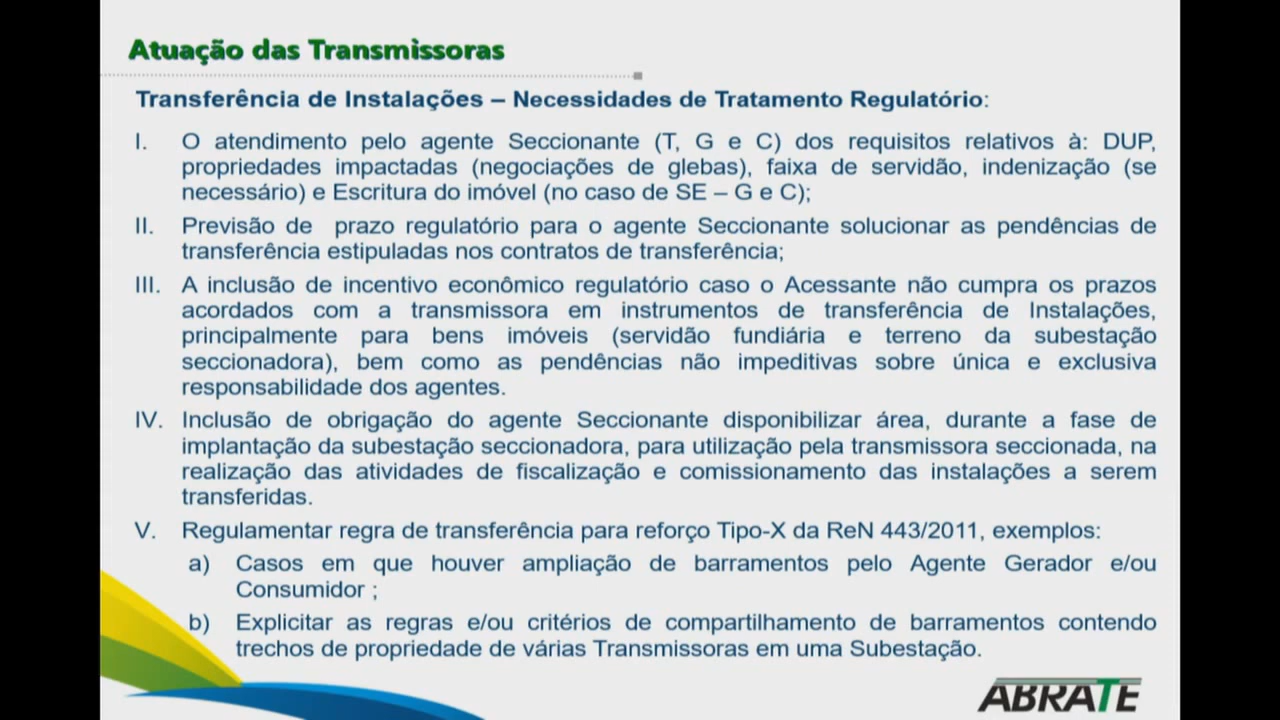 Atuação das Transmissoras
Transferência de Instalações – Necessidades de Tratamento Regulatório:
I. O atendimento pelo agente Seccionante (T, G e C) dos requisitos relativos à: DUP,
propriedades impactadas (negociações de glebas), faixa de servidão, indenização (se
necessário) e Escritura do imóvel (no caso de SE – G e C);
II. Previsão de prazo regulatório para o agente Seccionante solucionar as pendências de
transferência estipuladas nos contratos de transferência;
III. A inclusão de incentivo econômico regulatório caso o Acessante não cumpra os prazos
acordados com a transmissora em instrumentos de transferência de Instalações,
principalmente para bens imóveis (servidão fundiária e terreno da subestação
seccionadora), bem como as pendências não impeditivas sobre única e exclusiva
responsabilidade dos agentes.
IV. Inclusão de obrigação do agente Seccionante disponibilizar área, durante a fase de
implantação da subestação seccionadora, para utilização pela transmissora seccionada, na
realização das atividades de fiscalização e comissionamento das instalações a serem
transferidas.
V. Regulamentar regra de transferência para reforço Tipo-X da ReN 443/2011, exemplos:
a) Casos em que houver ampliação de barramentos pelo Agente Gerador e/ou
Consumidor ;
b) Explicitar as regras e/ou critérios de compartilhamento de barramentos contendo
trechos de propriedade de várias Transmissoras em uma Subestação.
ABRATE